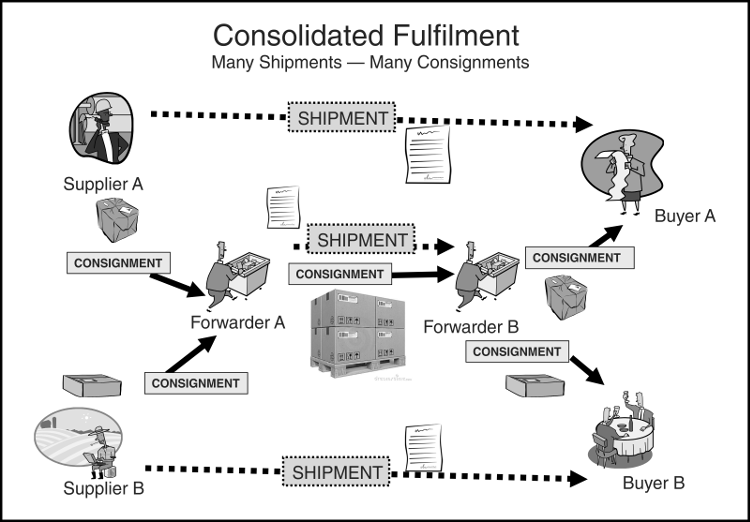 Consolidated Fulfilment
Many Shipments — Many Consignments
SHIPMENT
Supplier A
Buyer A
SHIPMENT
CONSIGNMENT
CONSIGNMENT
CONSIGNMENT
Forwarder A
Forwarder B
CONSIGNMENT
CONSIGNMENT
SHIPMENT
Supplier B
Buyer B